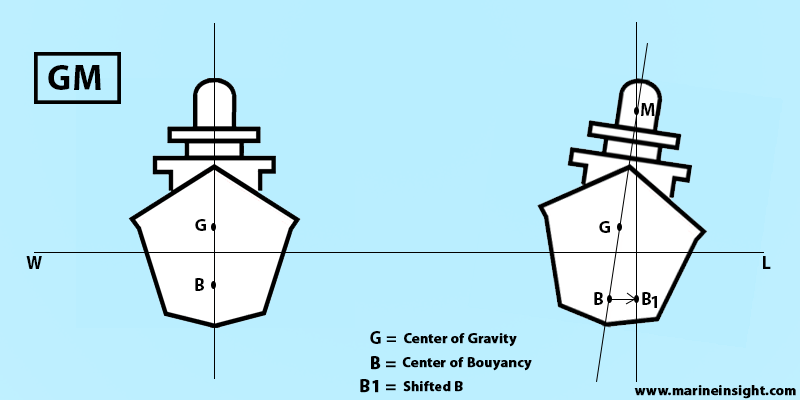 GM
M
G
G
W
L
B
B
B1
G = Center of Gravity
B = Center of Bouyancy
B1 = Shifted B
www.marineinsight.com